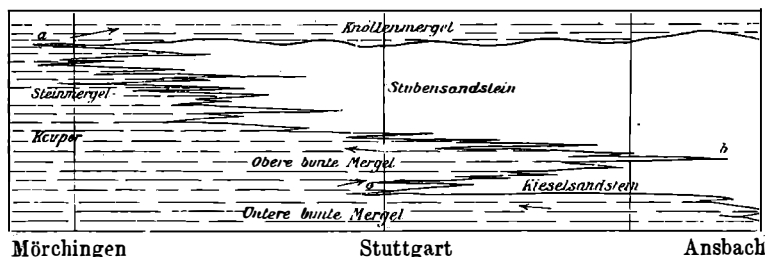 Knollenmergel
a
Steinmergel-
Stubensandstein
Keuper
b
Obere bunte Mergel
Kieselsandstein
Untere bunte Mergel
Mörchingen Stuttgart Ansbach